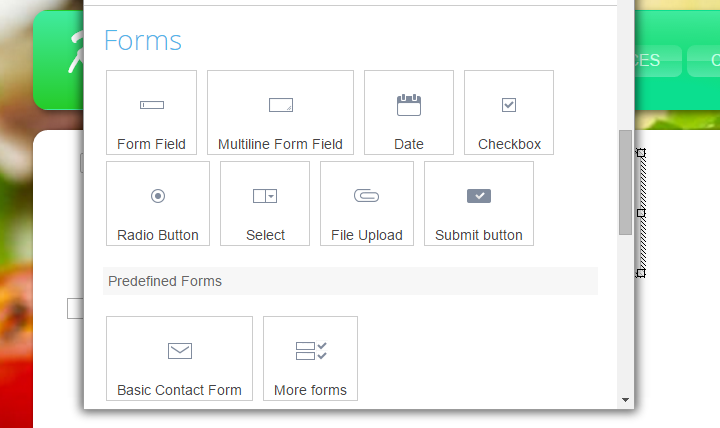 Forms
Form Field
Multiline Form Field
Date
Checkbox
Radio Button
Select
File Upload
Submit button
Predefined Forms
Basic Contact Form
More forms